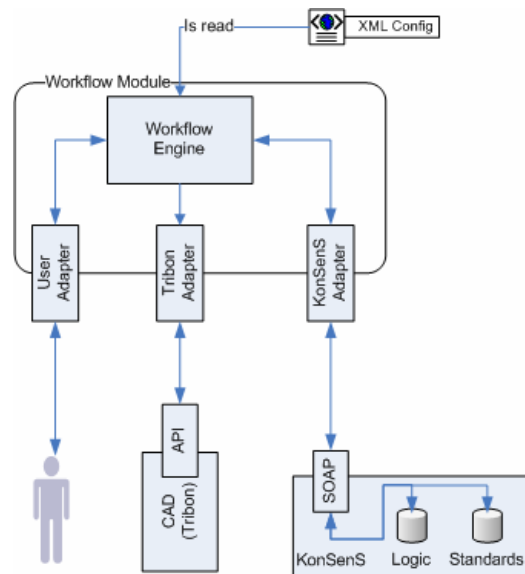 Is read
XML Config
Workflow Module
Workflow
Engine
User
Adapter
Tribon
Adapter
KonSenS
Adapter
API
CAD
(Tribon)
SOAP
KonSenS
Logic
Standards